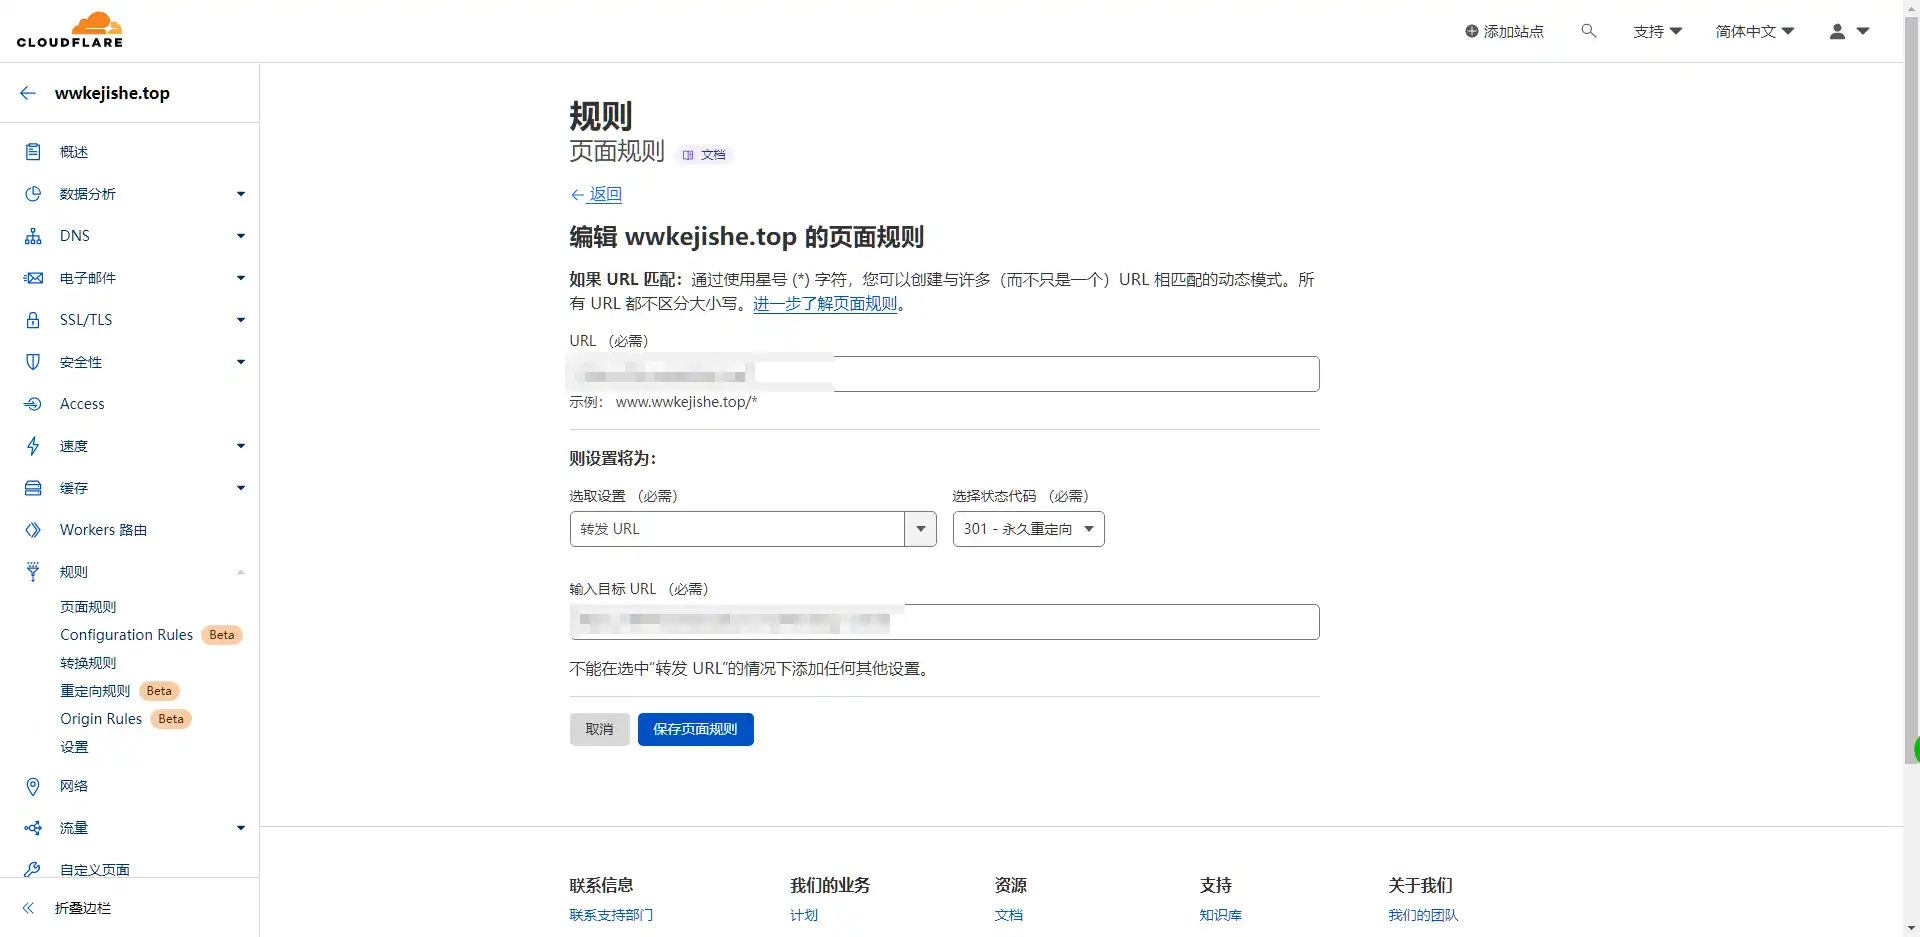 CLOUDFLARE
添加站点
支持
简体中文
wwkejishe.top
概述
数据分析
DNS
电子邮件
SSL/TLS
安全性
Access
速度
缓存
Workers 路由
规则
页面规则
Configuration Rules Beta
转换规则
重定向规则 Beta
Origin Rules Beta
设置
网络
流量
自定义页面
折叠边栏
规则
页面规则 文档
返回
编辑 wwkejishe.top 的页面规则
如果 URL 匹配：通过使用星号 (*) 字符，您可以创建与许多（而不只是一个）URL 相匹配的动态模式。所
有 URL 都不区分大小写。进一步了解页面规则。
URL （必需）
示例： www.wwkejishe.top/*
则设置将为：
选取设置 （必需） 选择状态代码 （必需）
转发 URL 301 - 永久重定向
输入目标 URL （必需）
不能在选中“转发 URL”的情况下添加任何其他设置。
取消 保存页面规则
联系信息 我们的业务 资源 支持 关于我们
联系支持部门 计划 文档 知识库 我们的团队